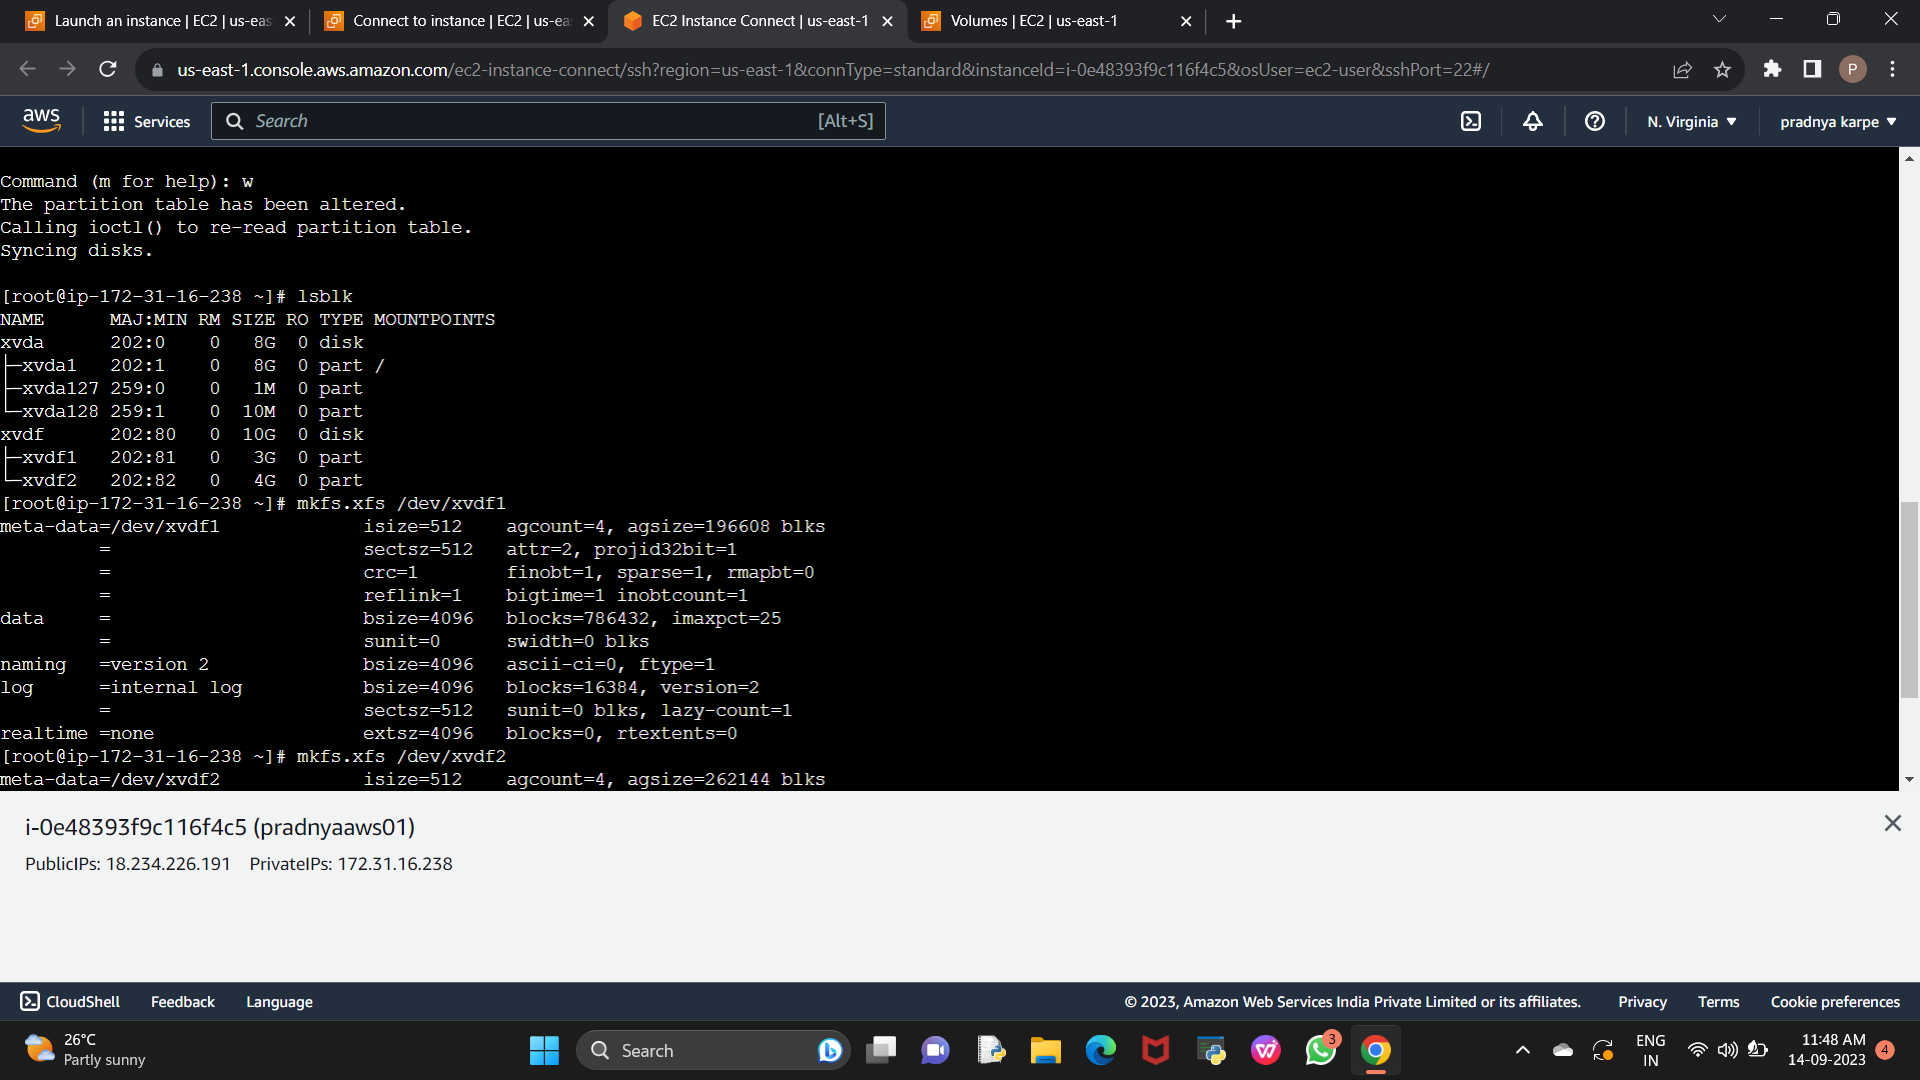 Launch an instance | EC2 | us-eas
Connect to instance | EC2 | us-ea
EC2 Instance Connect | us-east-1
Volumes | EC2 | us-east-1
us-east-1.console.aws.amazon.com/ec2-instance-connect/ssh?region=us-east-1&connType=standard&instanceId=i-0e48393f9c116f4c5&osUser=ec2-user&sshPort=22#/
P
aws
Services
Search
[Alt+S]
N. Virginia
pradnya karpe
Command (m for help): w
The partition table has been altered.
Calling ioctl() to re-read partition table.
Syncing disks.
[root@ip-172-31-16-238 ~]# lsblk
NAME      MAJ:MIN RM SIZE RO TYPE MOUNTPOINTS
xvda      202:0    0   8G  0 disk
├─xvda1   202:1    0   8G  0 part /
├─xvda127 259:0    0   1M  0 part
└─xvda128 259:1    0  10M  0 part
xvdf      202:80   0  10G  0 disk
├─xvdf1   202:81   0   3G  0 part
└─xvdf2   202:82   0   4G  0 part
[root@ip-172-31-16-238 ~]# mkfs.xfs /dev/xvdf1
meta-data=/dev/xvdf1             isize=512    agcount=4, agsize=196608 blks
         =                       sectsz=512   attr=2, projid32bit=1
         =                       crc=1        finobt=1, sparse=1, rmapbt=0
         =                       reflink=1    bigtime=1 inobtcount=1
data     =                       bsize=4096   blocks=786432, imaxpct=25
         =                       sunit=0      swidth=0 blks
naming   =version 2              bsize=4096   ascii-ci=0, ftype=1
log      =internal log           bsize=4096   blocks=16384, version=2
         =                       sectsz=512   sunit=0 blks, lazy-count=1
realtime =none                   extsz=4096   blocks=0, rtextents=0
[root@ip-172-31-16-238 ~]# mkfs.xfs /dev/xvdf2
meta-data=/dev/xvdf2             isize=512    agcount=4, agsize=262144 blks
i-0e48393f9c116f4c5 (pradnyaaws01)
PublicIPs: 18.234.226.191 PrivateIPs: 172.31.16.238
CloudShell
Feedback
Language
© 2023, Amazon Web Services India Private Limited or its affiliates.
Privacy
Terms
Cookie preferences
26°C
Partly sunny
Search
3
ENG
IN
11:48 AM
14-09-2023
4